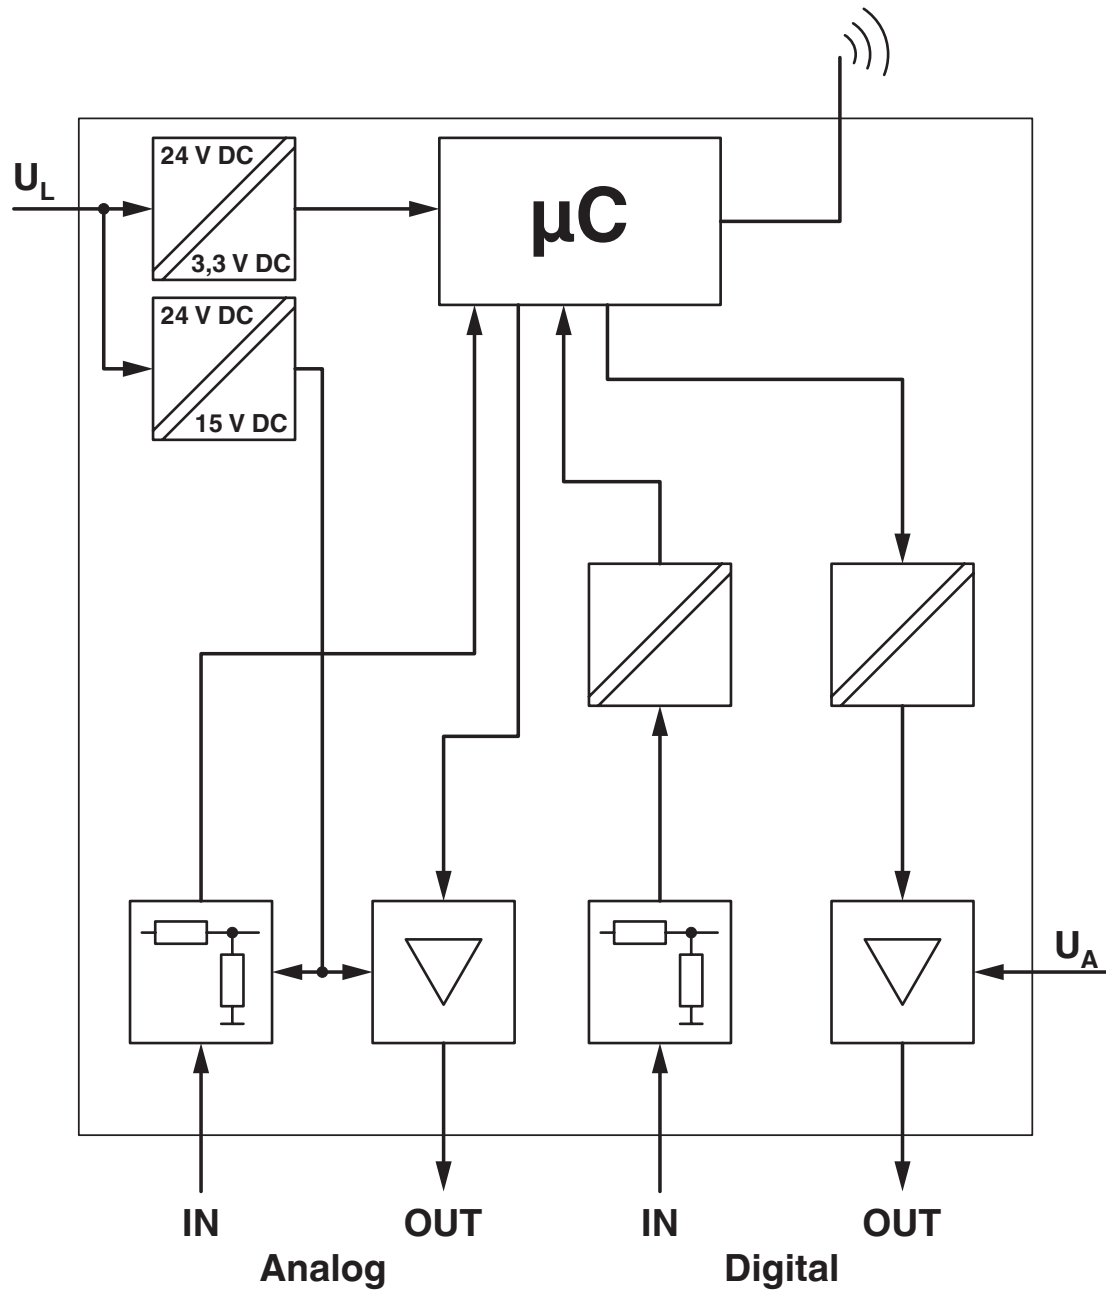 U_L
24 V DC
3,3 V DC
µC
24 V DC
15 V DC
U_A
IN
OUT
IN
OUT
Analog
Digital